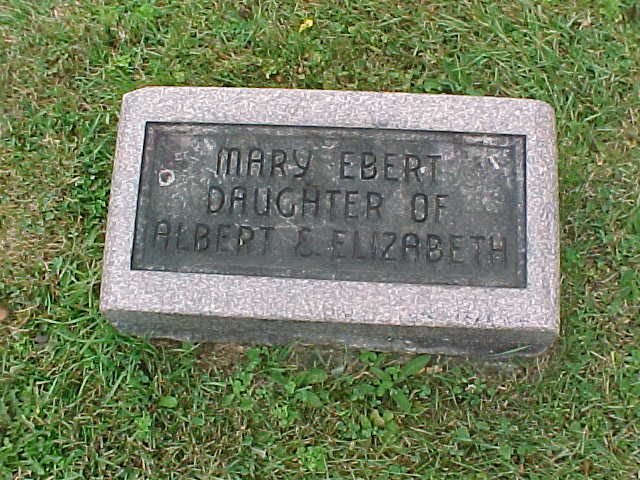 MARY EBERT
DAUGHTER OF
ALBERT & ELIZABETH